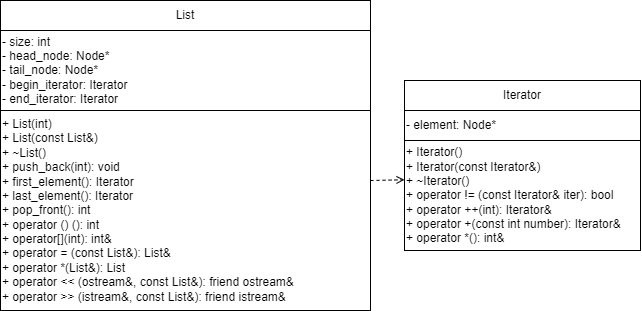 List
- size: int
- head_node: Node*
- tail_node: Node*
- begin_iterator: Iterator
- end_iterator: Iterator
+ List(int)
+ List(const List&)
+ ~List()
+ push_back(int): void
+ first_element(): Iterator
+ last_element(): Iterator
+ pop_front(): int
+ operator () (): int
+ operator[](int): int&
+ operator = (const List&): List&
+ operator *(List&): List
+ operator << (ostream&, const List&): friend ostream&
+ operator >> (istream&, const List&): friend istream&
Iterator
- element: Node*
+ Iterator()
+ Iterator(const Iterator&)
+ ~Iterator()
+ operator != (const Iterator& iter): bool
+ operator ++(int): Iterator&
+ operator +(const int number): Iterator&
+ operator *(): int&